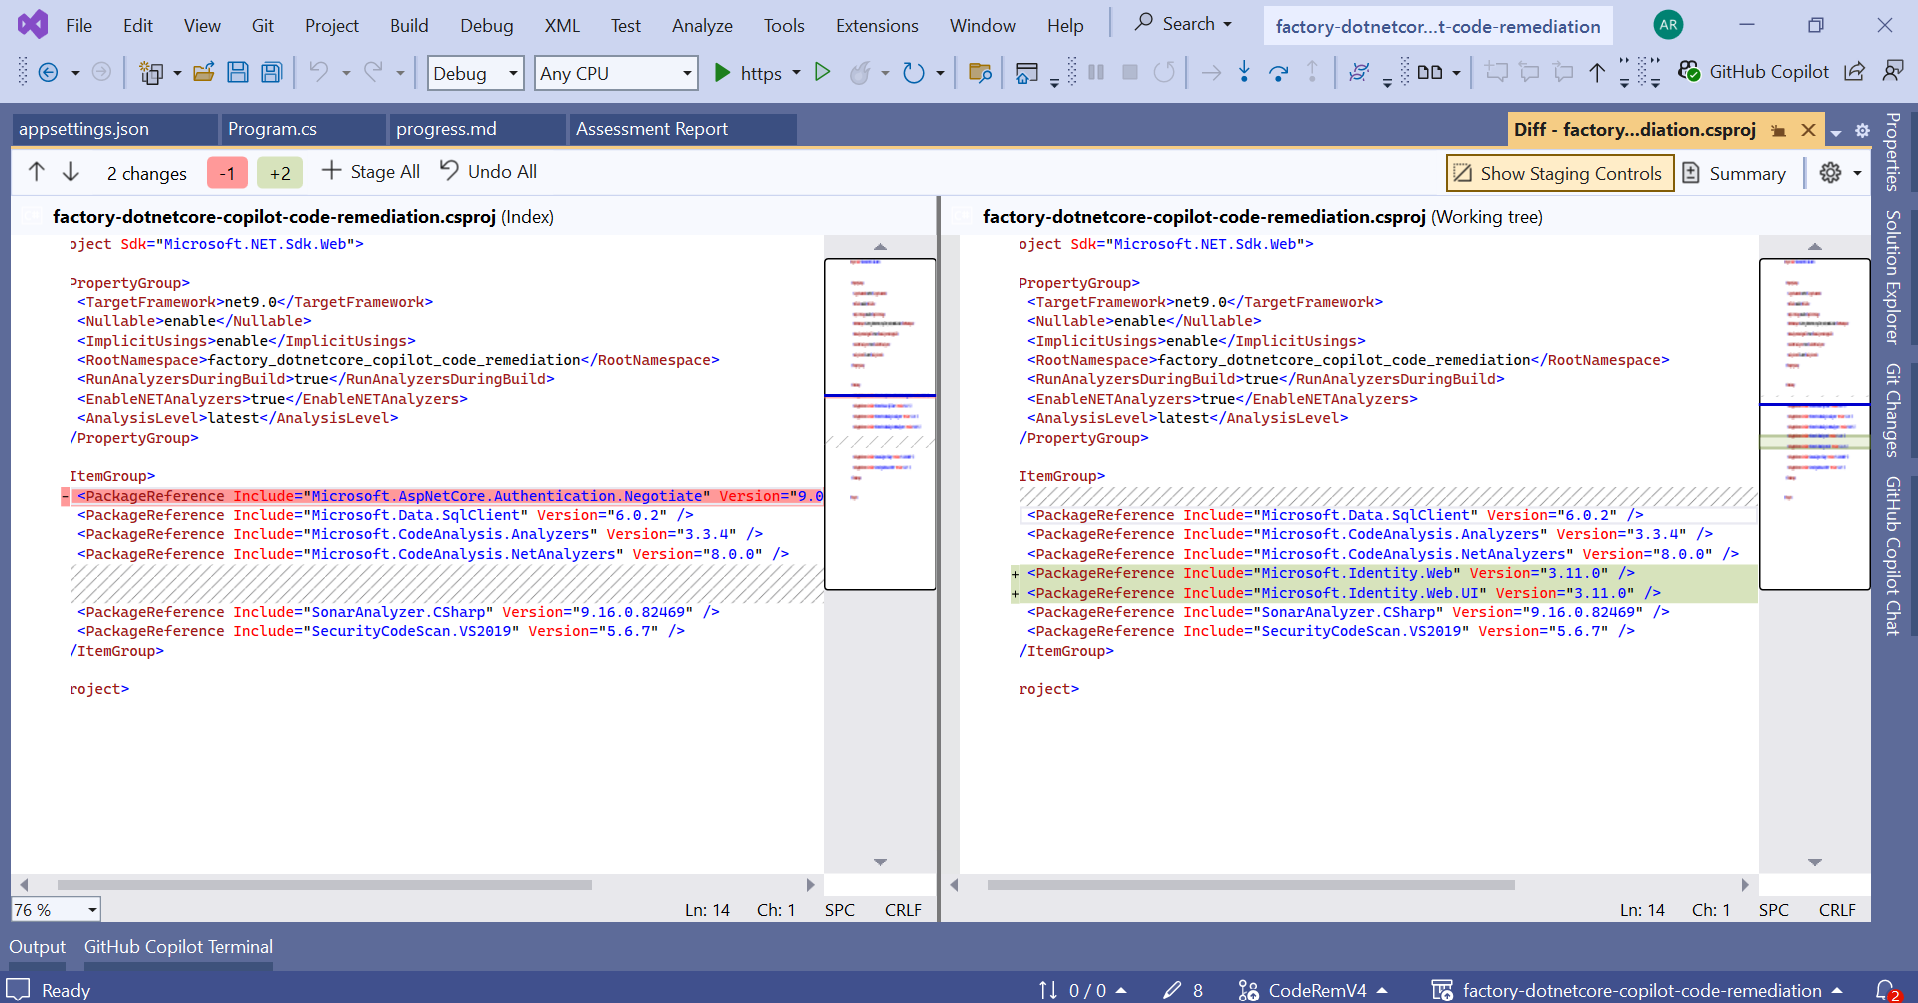 File Edit View Git Project Build Debug XML Test Analyze Tools Extensions Window Help Search factory-dotnetcor...t-code-remediation AR
Debug Any CPU https GitHub Copilot
appsettings.json Program.cs progress.md Assessment Report Diff - factory...diation.csproj
2 changes -1 +2 Stage All Undo All Show Staging Controls Summary
factory-dotnetcore-copilot-code-remediation.csproj (Index)
oject Sdk="Microsoft.NET.Sdk.Web">
PropertyGroup>
<TargetFramework>net9.0</TargetFramework>
<Nullable>enable</Nullable>
<ImplicitUsings>enable</ImplicitUsings>
<RootNamespace>factory_dotnetcore_copilot_code_remediation</RootNamespace>
<RunAnalyzersDuringBuild>true</RunAnalyzersDuringBuild>
<EnableNETAnalyzers>true</EnableNETAnalyzers>
<AnalysisLevel>latest</AnalysisLevel>
/PropertyGroup>
ItemGroup>
- <PackageReference Include="Microsoft.AspNetCore.Authentication.Negotiate" Version="9.0
<PackageReference Include="Microsoft.Data.SqlClient" Version="6.0.2" />
<PackageReference Include="Microsoft.CodeAnalysis.Analyzers" Version="3.3.4" />
<PackageReference Include="Microsoft.CodeAnalysis.NetAnalyzers" Version="8.0.0" />
<PackageReference Include="SonarAnalyzer.CSharp" Version="9.16.0.82469" />
<PackageReference Include="SecurityCodeScan.VS2019" Version="5.6.7" />
/ItemGroup>
roject>
76 % Ln: 14 Ch: 1 SPC CRLF
factory-dotnetcore-copilot-code-remediation.csproj (Working tree)
oject Sdk="Microsoft.NET.Sdk.Web">
PropertyGroup>
<TargetFramework>net9.0</TargetFramework>
<Nullable>enable</Nullable>
<ImplicitUsings>enable</ImplicitUsings>
<RootNamespace>factory_dotnetcore_copilot_code_remediation</RootNamespace>
<RunAnalyzersDuringBuild>true</RunAnalyzersDuringBuild>
<EnableNETAnalyzers>true</EnableNETAnalyzers>
<AnalysisLevel>latest</AnalysisLevel>
/PropertyGroup>
ItemGroup>
<PackageReference Include="Microsoft.Data.SqlClient" Version="6.0.2" />
<PackageReference Include="Microsoft.CodeAnalysis.Analyzers" Version="3.3.4" />
<PackageReference Include="Microsoft.CodeAnalysis.NetAnalyzers" Version="8.0.0" />
+ <PackageReference Include="Microsoft.Identity.Web" Version="3.11.0" />
+ <PackageReference Include="Microsoft.Identity.Web.UI" Version="3.11.0" />
<PackageReference Include="SonarAnalyzer.CSharp" Version="9.16.0.82469" />
<PackageReference Include="SecurityCodeScan.VS2019" Version="5.6.7" />
/ItemGroup>
roject>
Ln: 14 Ch: 1 SPC CRLF
Properties
Solution Explorer
Git Changes
GitHub Copilot Chat
Output GitHub Copilot Terminal
Ready 0 / 0 8 CodeRemV4 factory-dotnetcore-copilot-code-remediation 2